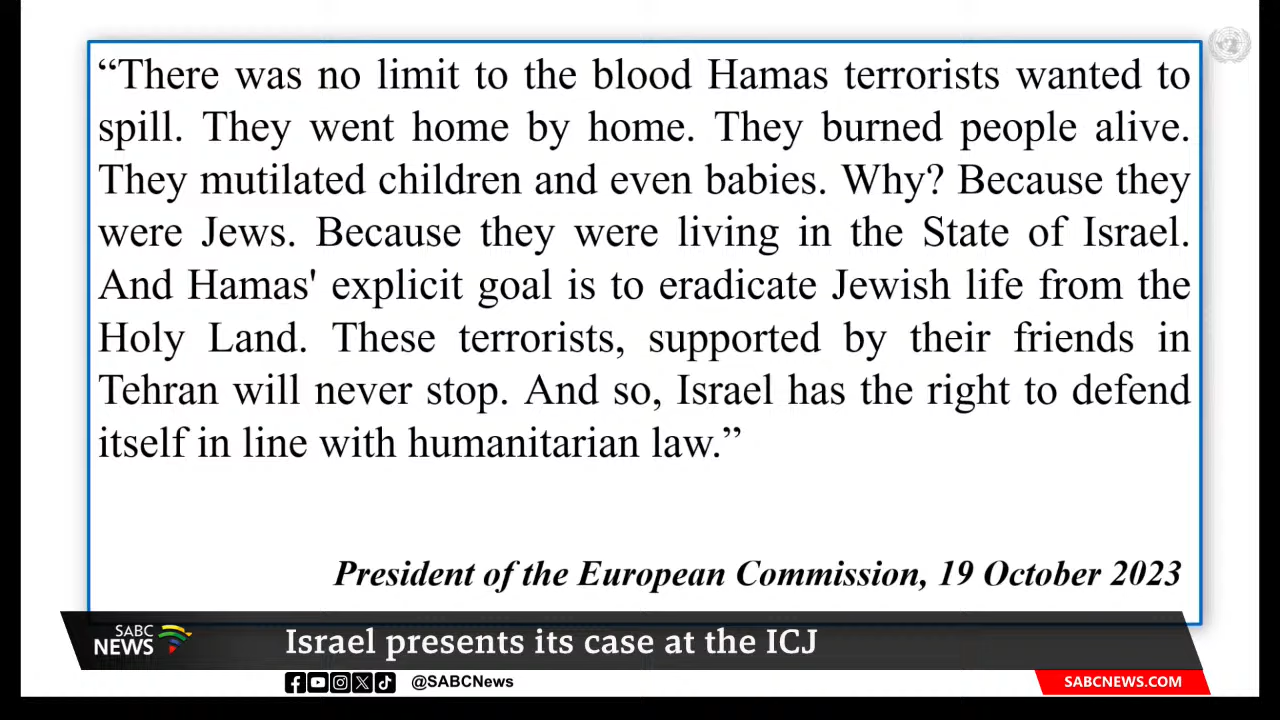 “There was no limit to the blood Hamas terrorists wanted to
spill. They went home by home. They burned people alive.
They mutilated children and even babies. Why? Because they
were Jews. Because they were living in the State of Israel.
And Hamas' explicit goal is to eradicate Jewish life from the
Holy Land. These terrorists, supported by their friends in
Tehran will never stop. And so, Israel has the right to defend
itself in line with humanitarian law.”
President of the European Commission, 19 October 2023
SABC
NEWS
Israel presents its case at the ICJ
@SABCNews
SABCNEWS.COM